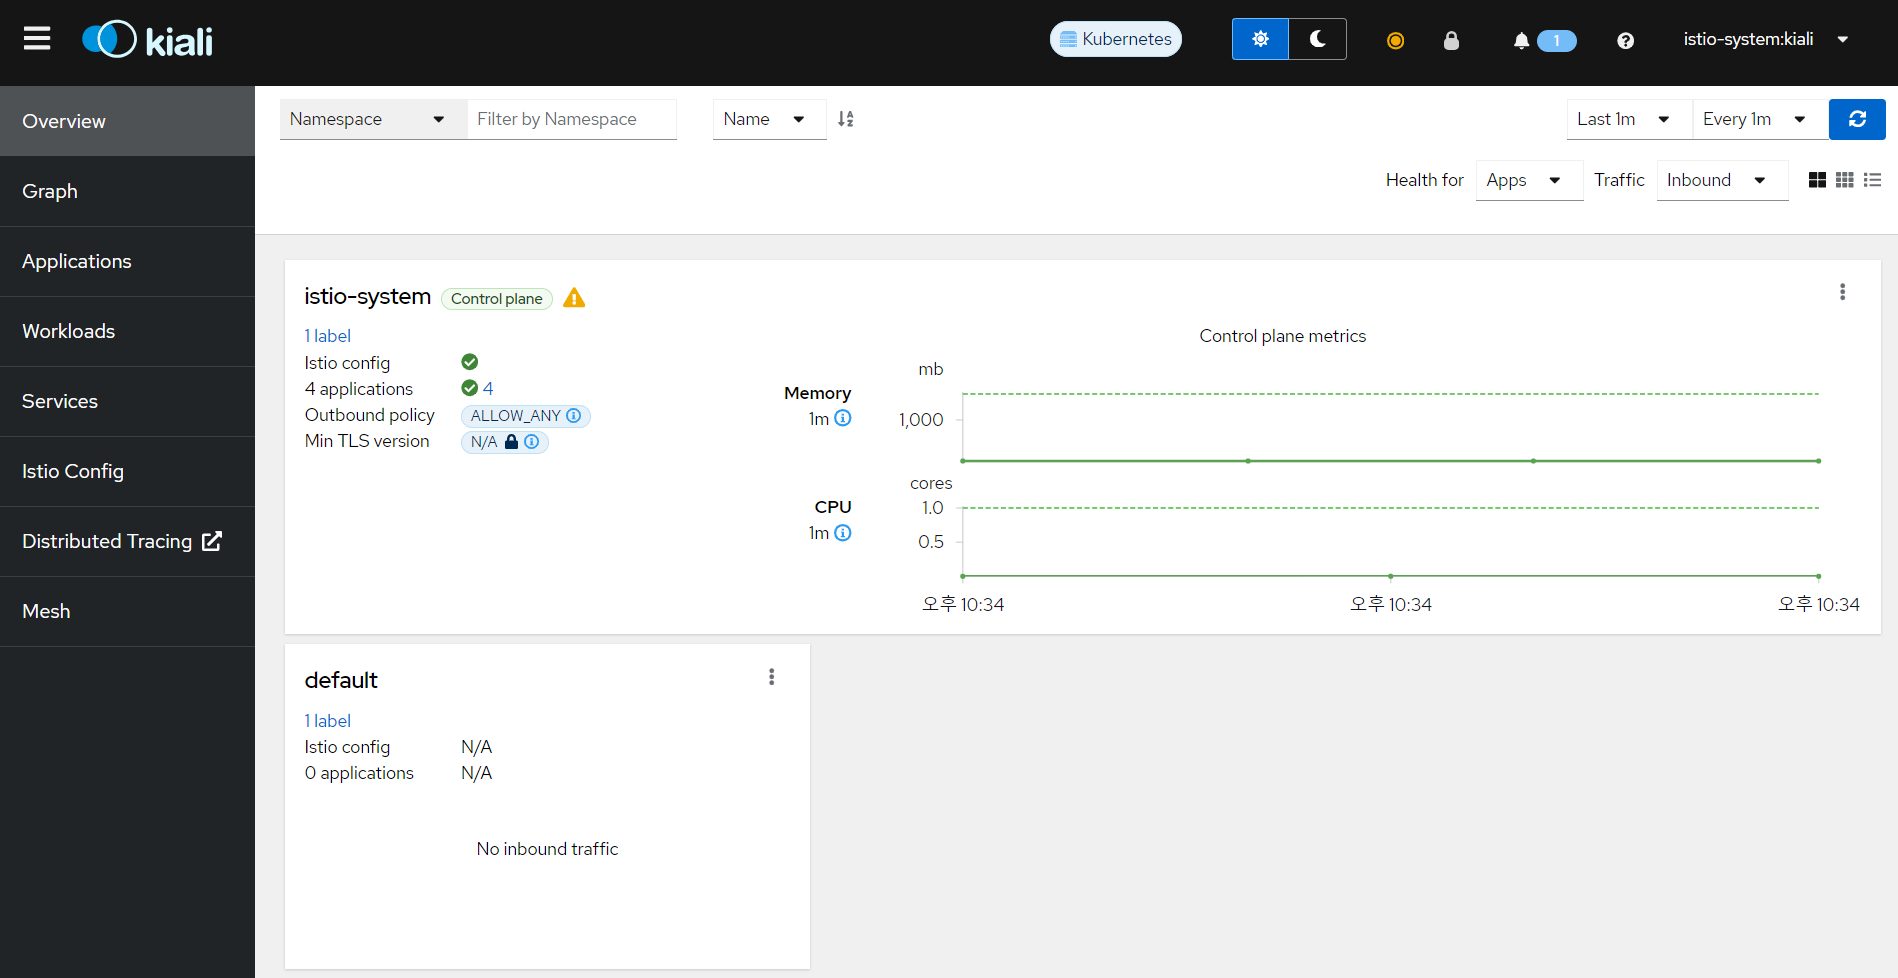 kiali
Kubernetes
1
istio-system:kiali
Overview
Graph
Applications
Workloads
Services
Istio Config
Distributed Tracing
Mesh
Namespace
Filter by Namespace
Name
Last 1m
Every 1m
Health for
Apps
Traffic
Inbound
istio-system
Control plane
1 label
Istio config
4 applications
4
Outbound policy
ALLOW_ANY
Min TLS version
N/A
Control plane metrics
Memory
1m
mb
1,000
CPU
1m
cores
1.0
0.5
오후 10:34
오후 10:34
오후 10:34
default
1 label
Istio config
N/A
0 applications
N/A
No inbound traffic